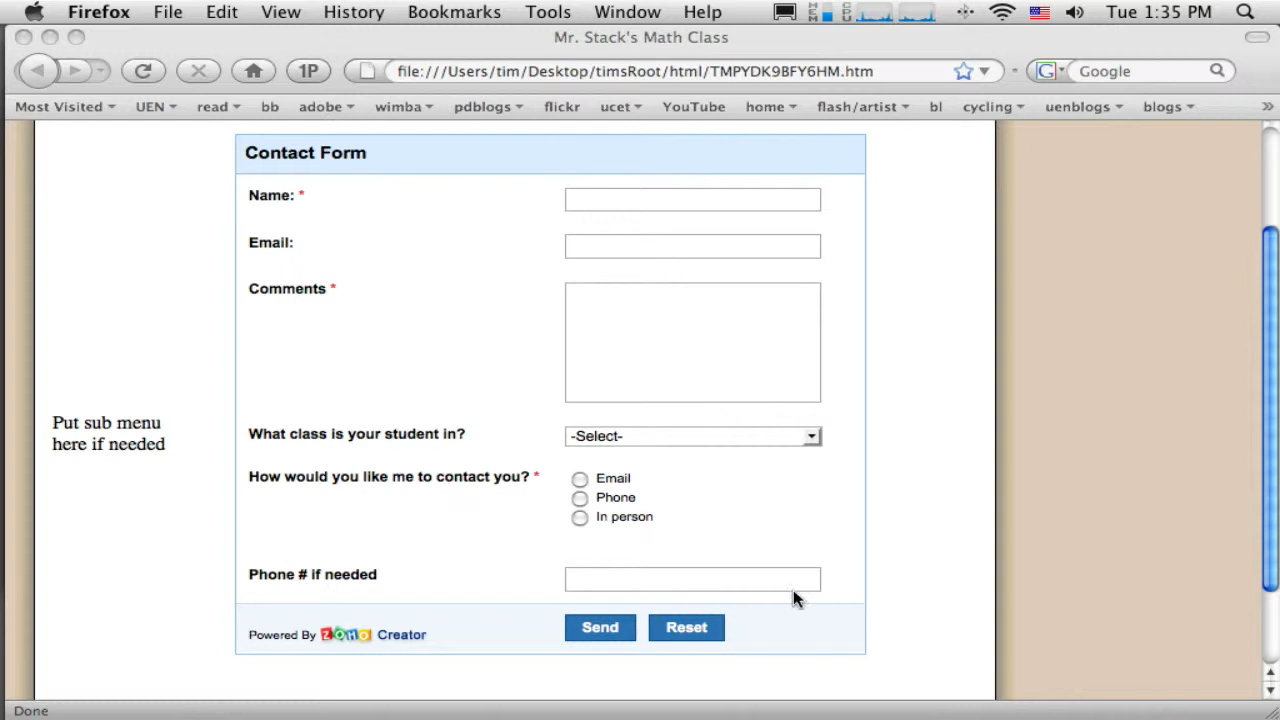 Firefox File Edit View History Bookmarks Tools Window Help MEM CPU Tue 1:35 PM
Mr. Stack's Math Class
1P file:///Users/tim/Desktop/timsRoot/html/TMPYDK9BFY6HM.htm G Google
Most Visited UEN read bb adobe wimba pdblogs flickr ucet YouTube home flash/artist bl cycling uenblogs blogs »
Contact Form
Name: *
Email:
Comments *
Put sub menu
here if needed
What class is your student in? -Select-
How would you like me to contact you? * Email
Phone
In person
Phone # if needed
Powered By ZOHO Creator Send Reset
Done